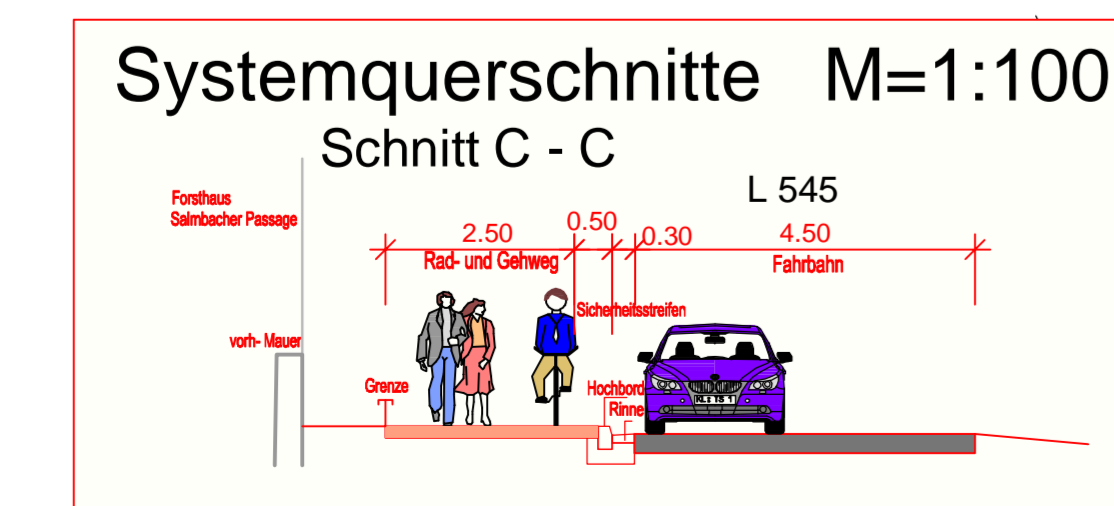 Systemquerschnitte M=1:100
Schnitt C - C
L 545
Forsthaus
Salmbacher Passage
2.50
0.50
0.30
4.50
Rad- und Gehweg
Fahrbahn
Sicherheitsstreifen
vorh- Mauer
Grenze
Hochbord
Rinne
KL: TS 1